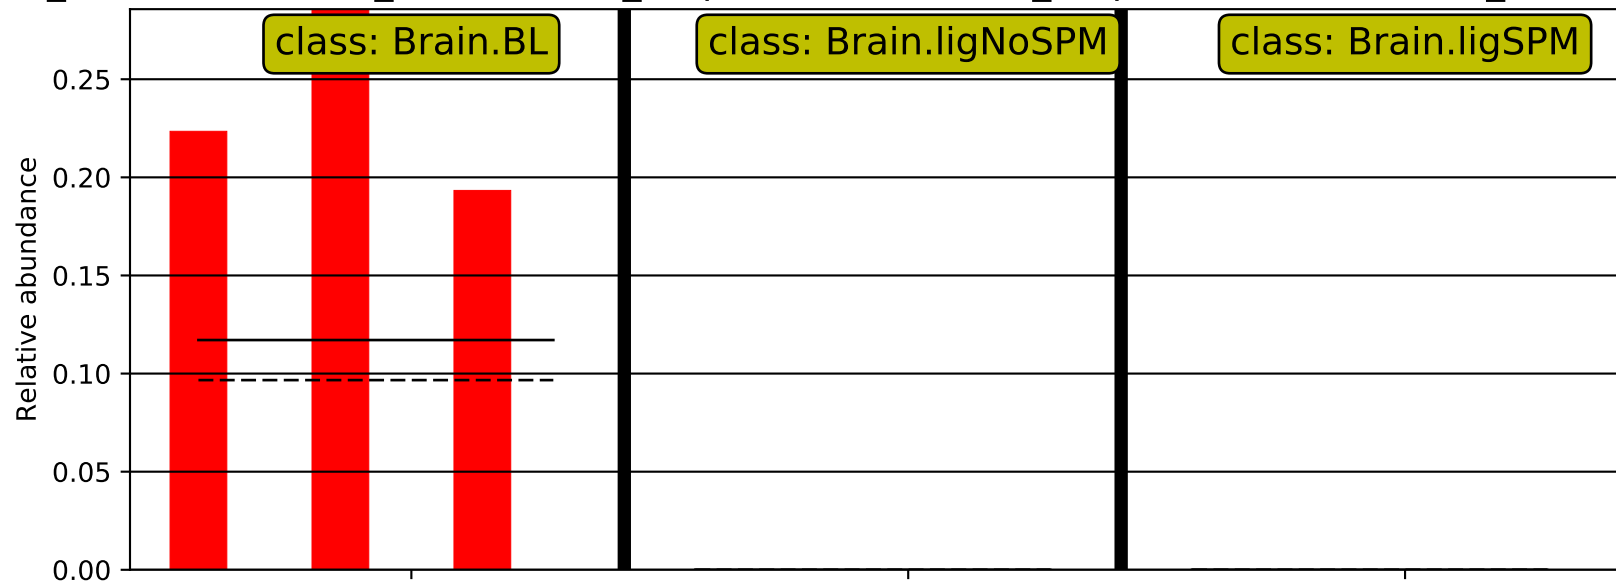 class: Brain.BL
class: Brain.ligNoSPM
class: Brain.ligSPM
Relative abundance
0.25
0.20
0.15
0.10
0.05
0.00